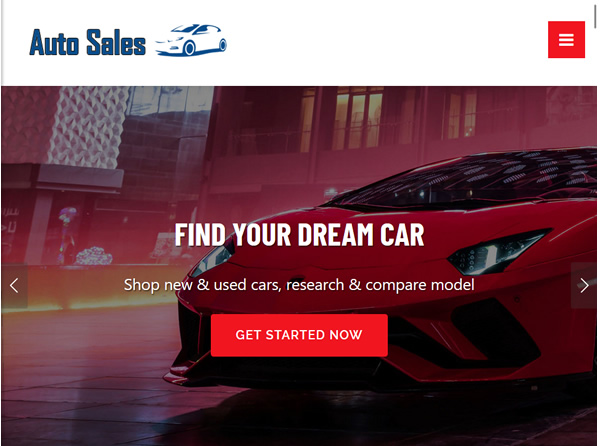 Auto Sales
FIND YOUR DREAM CAR
Shop new & used cars, research & compare model
GET STARTED NOW